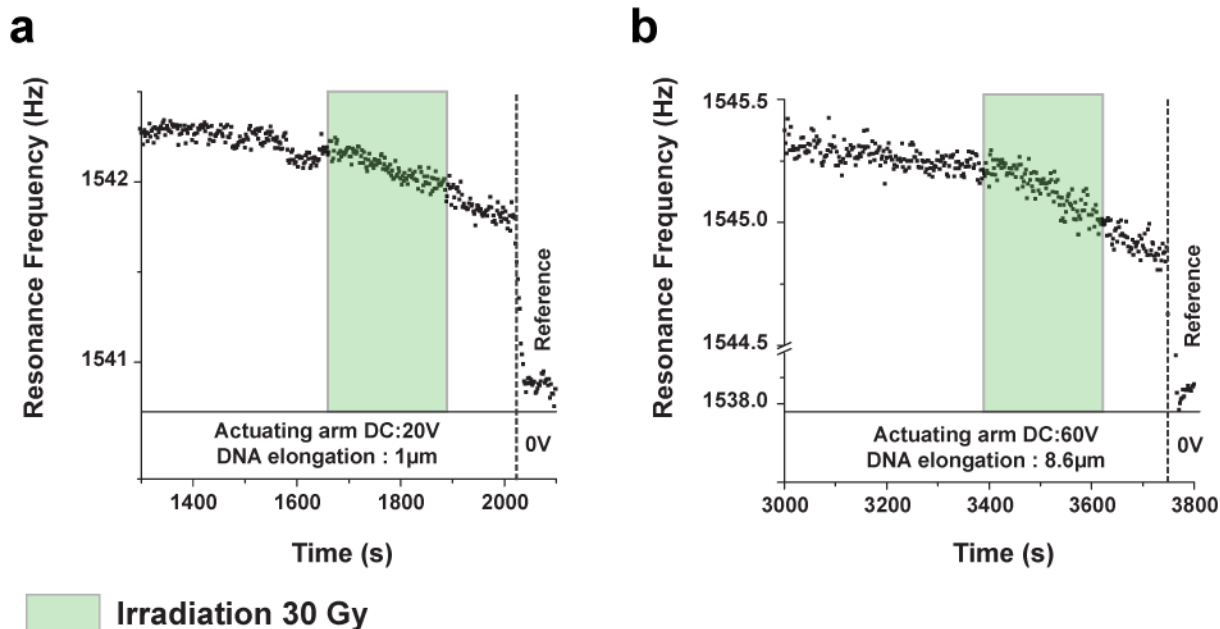 a
Resonance Frequency (Hz)
1542
1541
Reference
Actuating arm DC:20V
DNA elongation : 1µm
0V
1400 1600 1800 2000
Time (s)
b
Resonance Frequency (Hz)
1545.5
1545.0
1544.5
1538.0
Reference
Actuating arm DC:60V
DNA elongation : 8.6µm
0V
3000 3200 3400 3600 3800
Time (s)
Irradiation 30 Gy